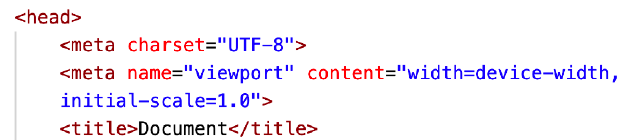 <head>
<meta charset="UTF-8">
<meta name="viewport" content="width=device-width,
initial-scale=1.0">
<title>Document</title>